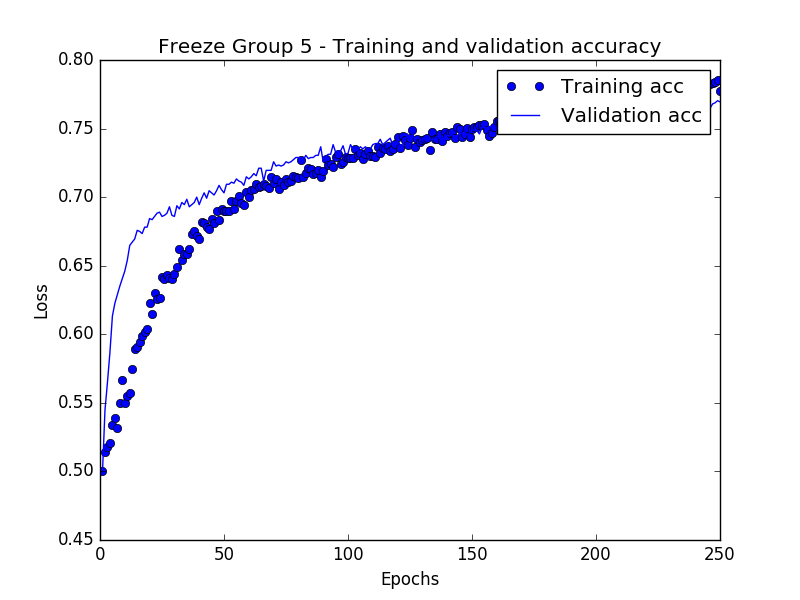 Freeze Group 5 - Training and validation accuracy
0.80
Training acc
Validation acc
0.75
0.70
0.65
0.60
0.55
0.50
0.45
Loss
0 50 100 150 200 250
Epochs